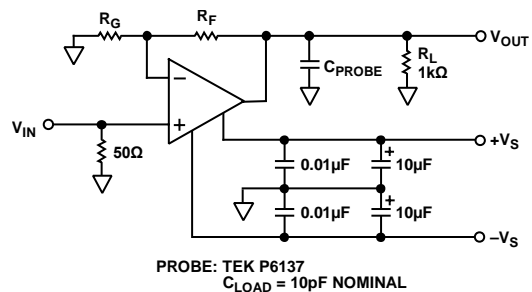 R_G
R_F
V_OUT
C_PROBE
R_L
1kΩ
−
+
V_IN
50Ω
+V_S
0.01µF
+
10µF
0.01µF
+
10µF
−V_S
PROBE: TEK P6137
C_LOAD = 10pF NOMINAL